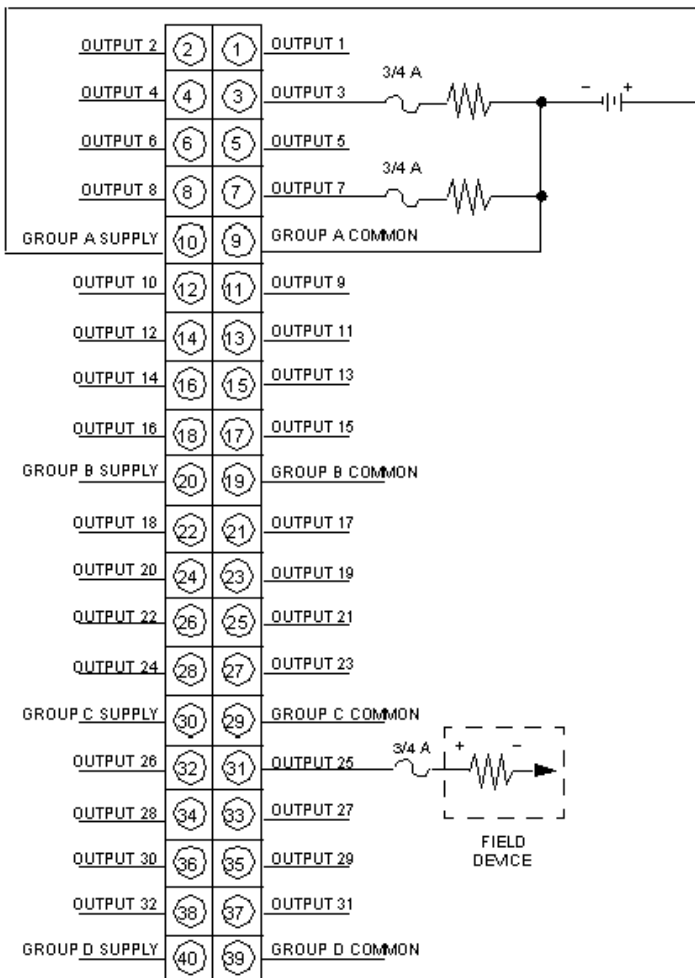 OUTPUT 2 2 1 OUTPUT 1
3/4 A
OUTPUT 4 4 3 OUTPUT 3 - +
OUTPUT 6 6 5 OUTPUT 5
3/4 A
OUTPUT 8 8 7 OUTPUT 7
GROUP A SUPPLY 10 9 GROUP A COMMON
OUTPUT 10 12 11 OUTPUT 9
OUTPUT 12 14 13 OUTPUT 11
OUTPUT 14 16 15 OUTPUT 13
OUTPUT 16 18 17 OUTPUT 15
GROUP B SUPPLY 20 19 GROUP B COMMON
OUTPUT 18 22 21 OUTPUT 17
OUTPUT 20 24 23 OUTPUT 19
OUTPUT 22 26 25 OUTPUT 21
OUTPUT 24 28 27 OUTPUT 23
GROUP C SUPPLY 30 29 GROUP C COMMON
OUTPUT 26 32 31 OUTPUT 25 3/4 A + -
OUTPUT 28 34 33 OUTPUT 27
FIELD
DEVICE
OUTPUT 30 36 35 OUTPUT 29
OUTPUT 32 38 37 OUTPUT 31
GROUP D SUPPLY 40 39 GROUP D COMMON